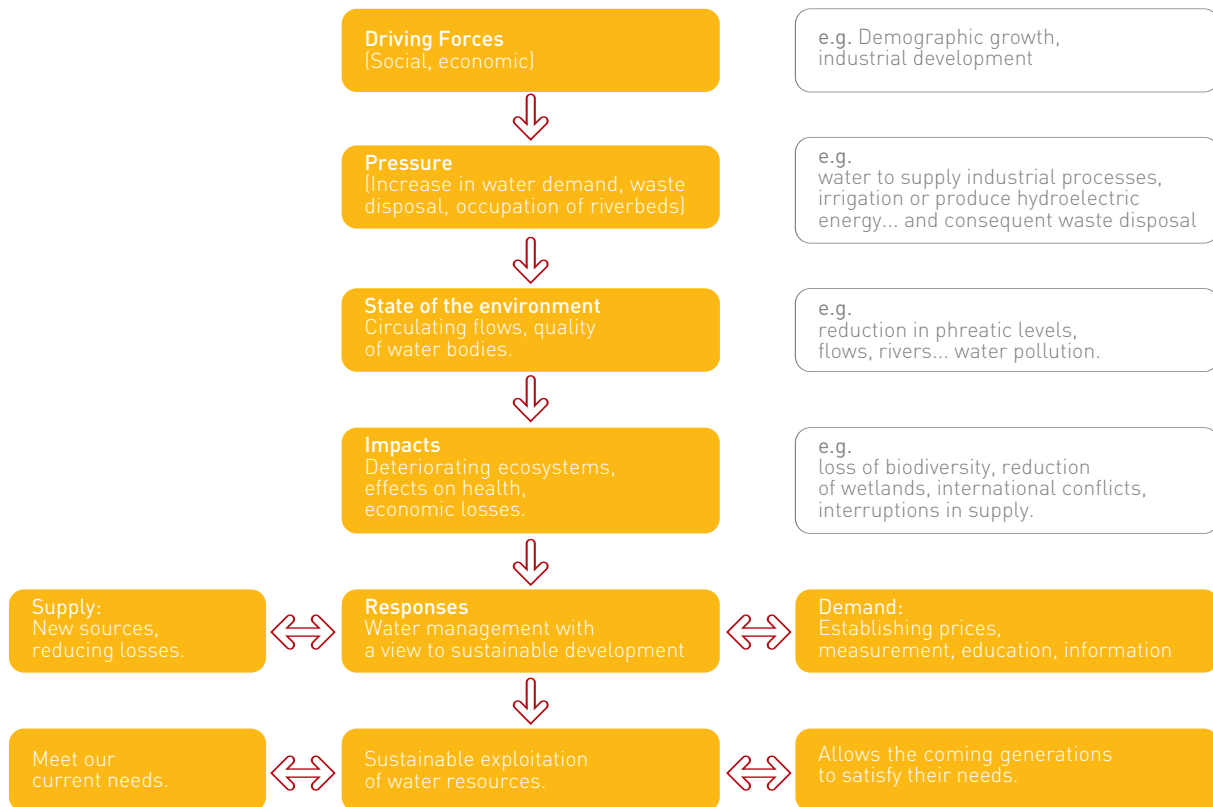 Driving Forces
(Social, economic)
e.g. Demographic growth,
industrial development
Pressure
(Increase in water demand, waste
disposal, occupation of riverbeds)
e.g.
water to supply industrial processes,
irrigation or produce hydroelectric
energy... and consequent waste disposal
State of the environment
Circulating flows, quality
of water bodies.
e.g.
reduction in phreatic levels,
flows, rivers... water pollution.
Impacts
Deteriorating ecosystems,
effects on health,
economic losses.
e.g.
loss of biodiversity, reduction
of wetlands, international conflicts,
interruptions in supply.
Supply:
New sources,
reducing losses.
Responses
Water management with
a view to sustainable development
Demand:
Establishing prices,
measurement, education, information
Meet our
current needs.
Sustainable exploitation
of water resources.
Allows the coming generations
to satisfy their needs.